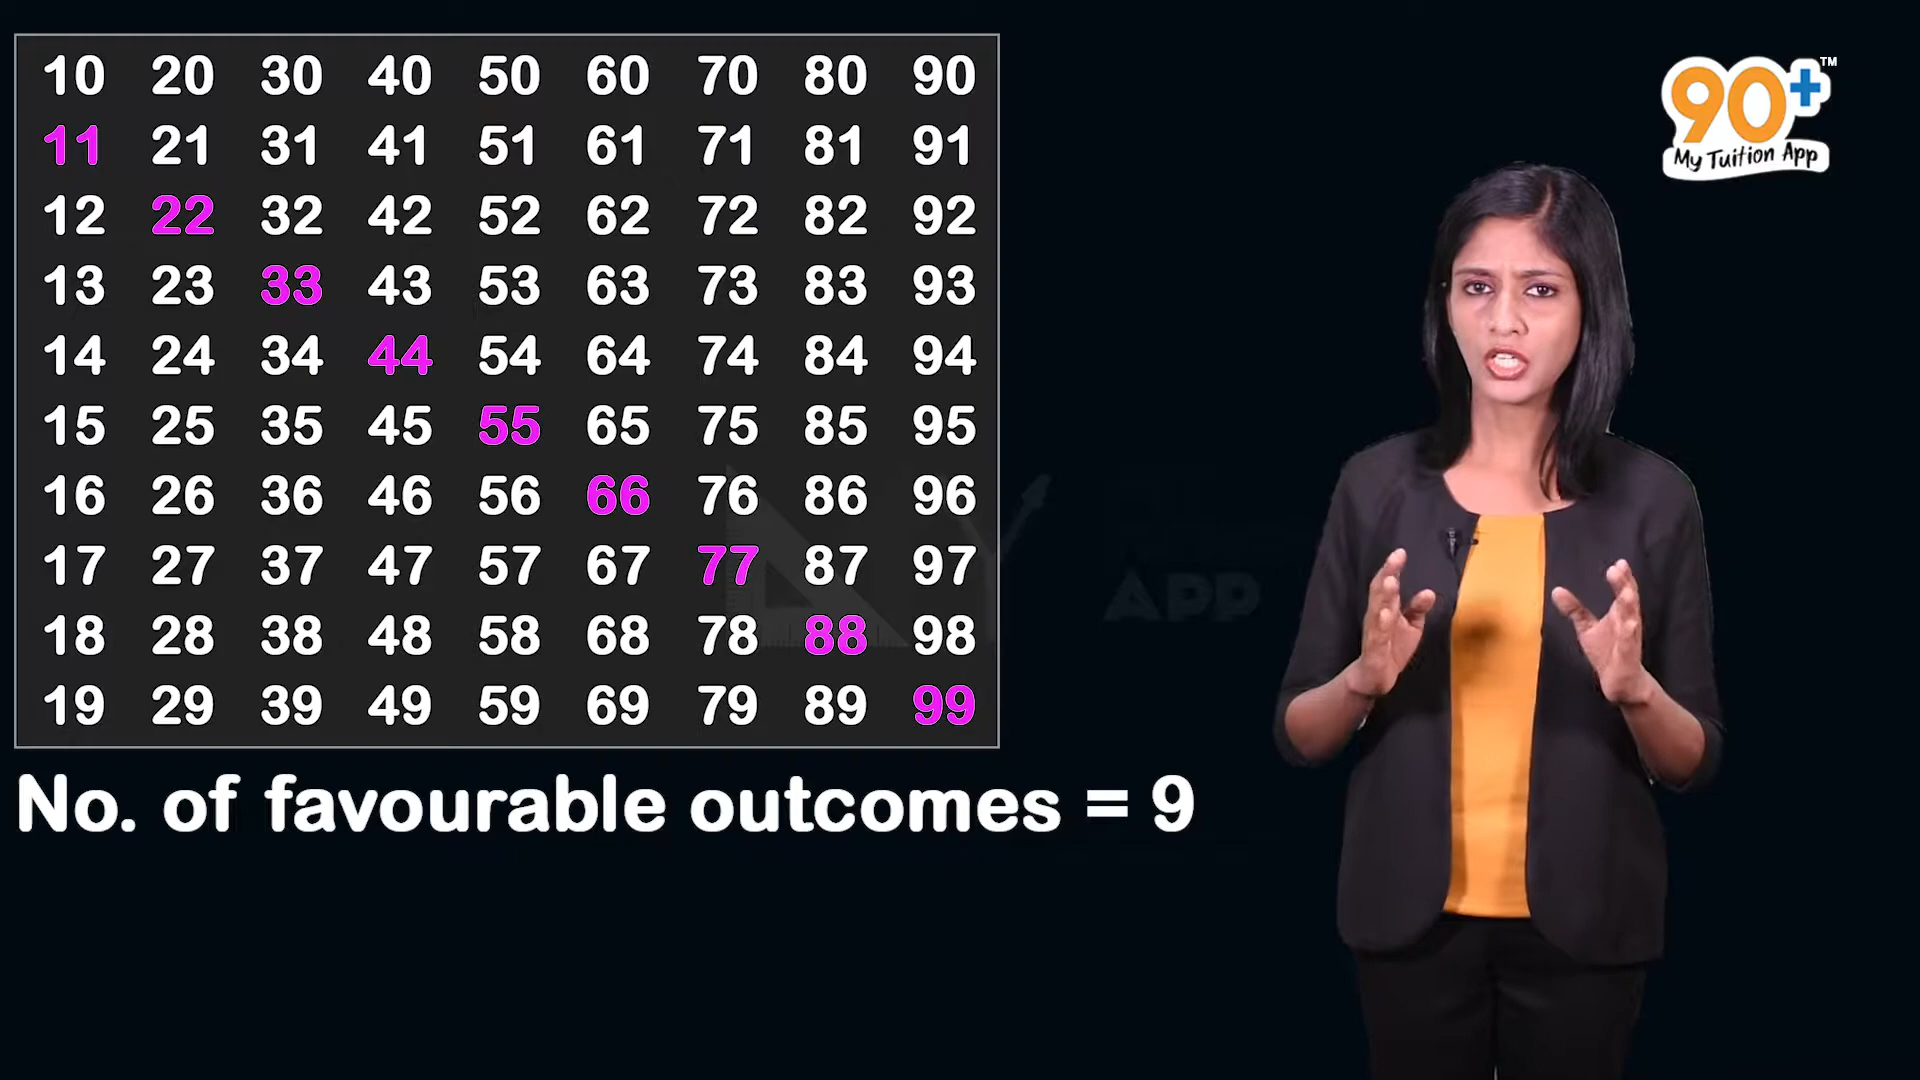 10 20 30 40 50 60 70 80 90
11 21 31 41 51 61 71 81 91
12 22 32 42 52 62 72 82 92
13 23 33 43 53 63 73 83 93
14 24 34 44 54 64 74 84 94
15 25 35 45 55 65 75 85 95
16 26 36 46 56 66 76 86 96
17 27 37 47 57 67 77 87 97
18 28 38 48 58 68 78 88 98
19 29 39 49 59 69 79 89 99
No. of favourable outcomes = 9
90+ ™
My Tuition App
APP